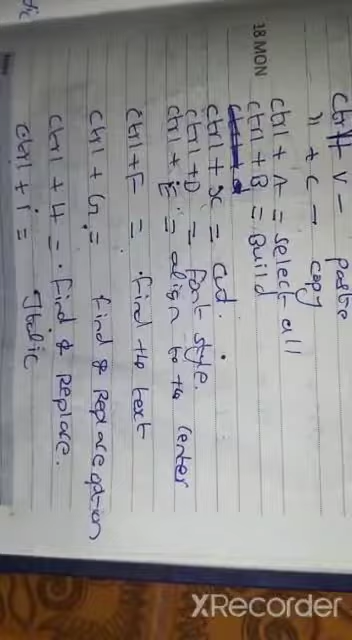 Ctrl + V - paste
" + C - copy
18 MON
Ctrl + A = select all
Ctrl + B = Build
Ctrl + X = cut.
Ctrl + D = font style.
Ctrl + E = align to the center
Ctrl + F = find the text
Ctrl + G = find & Replace option
Ctrl + H = find & Replace.
Ctrl + I = Italic
XRecorder